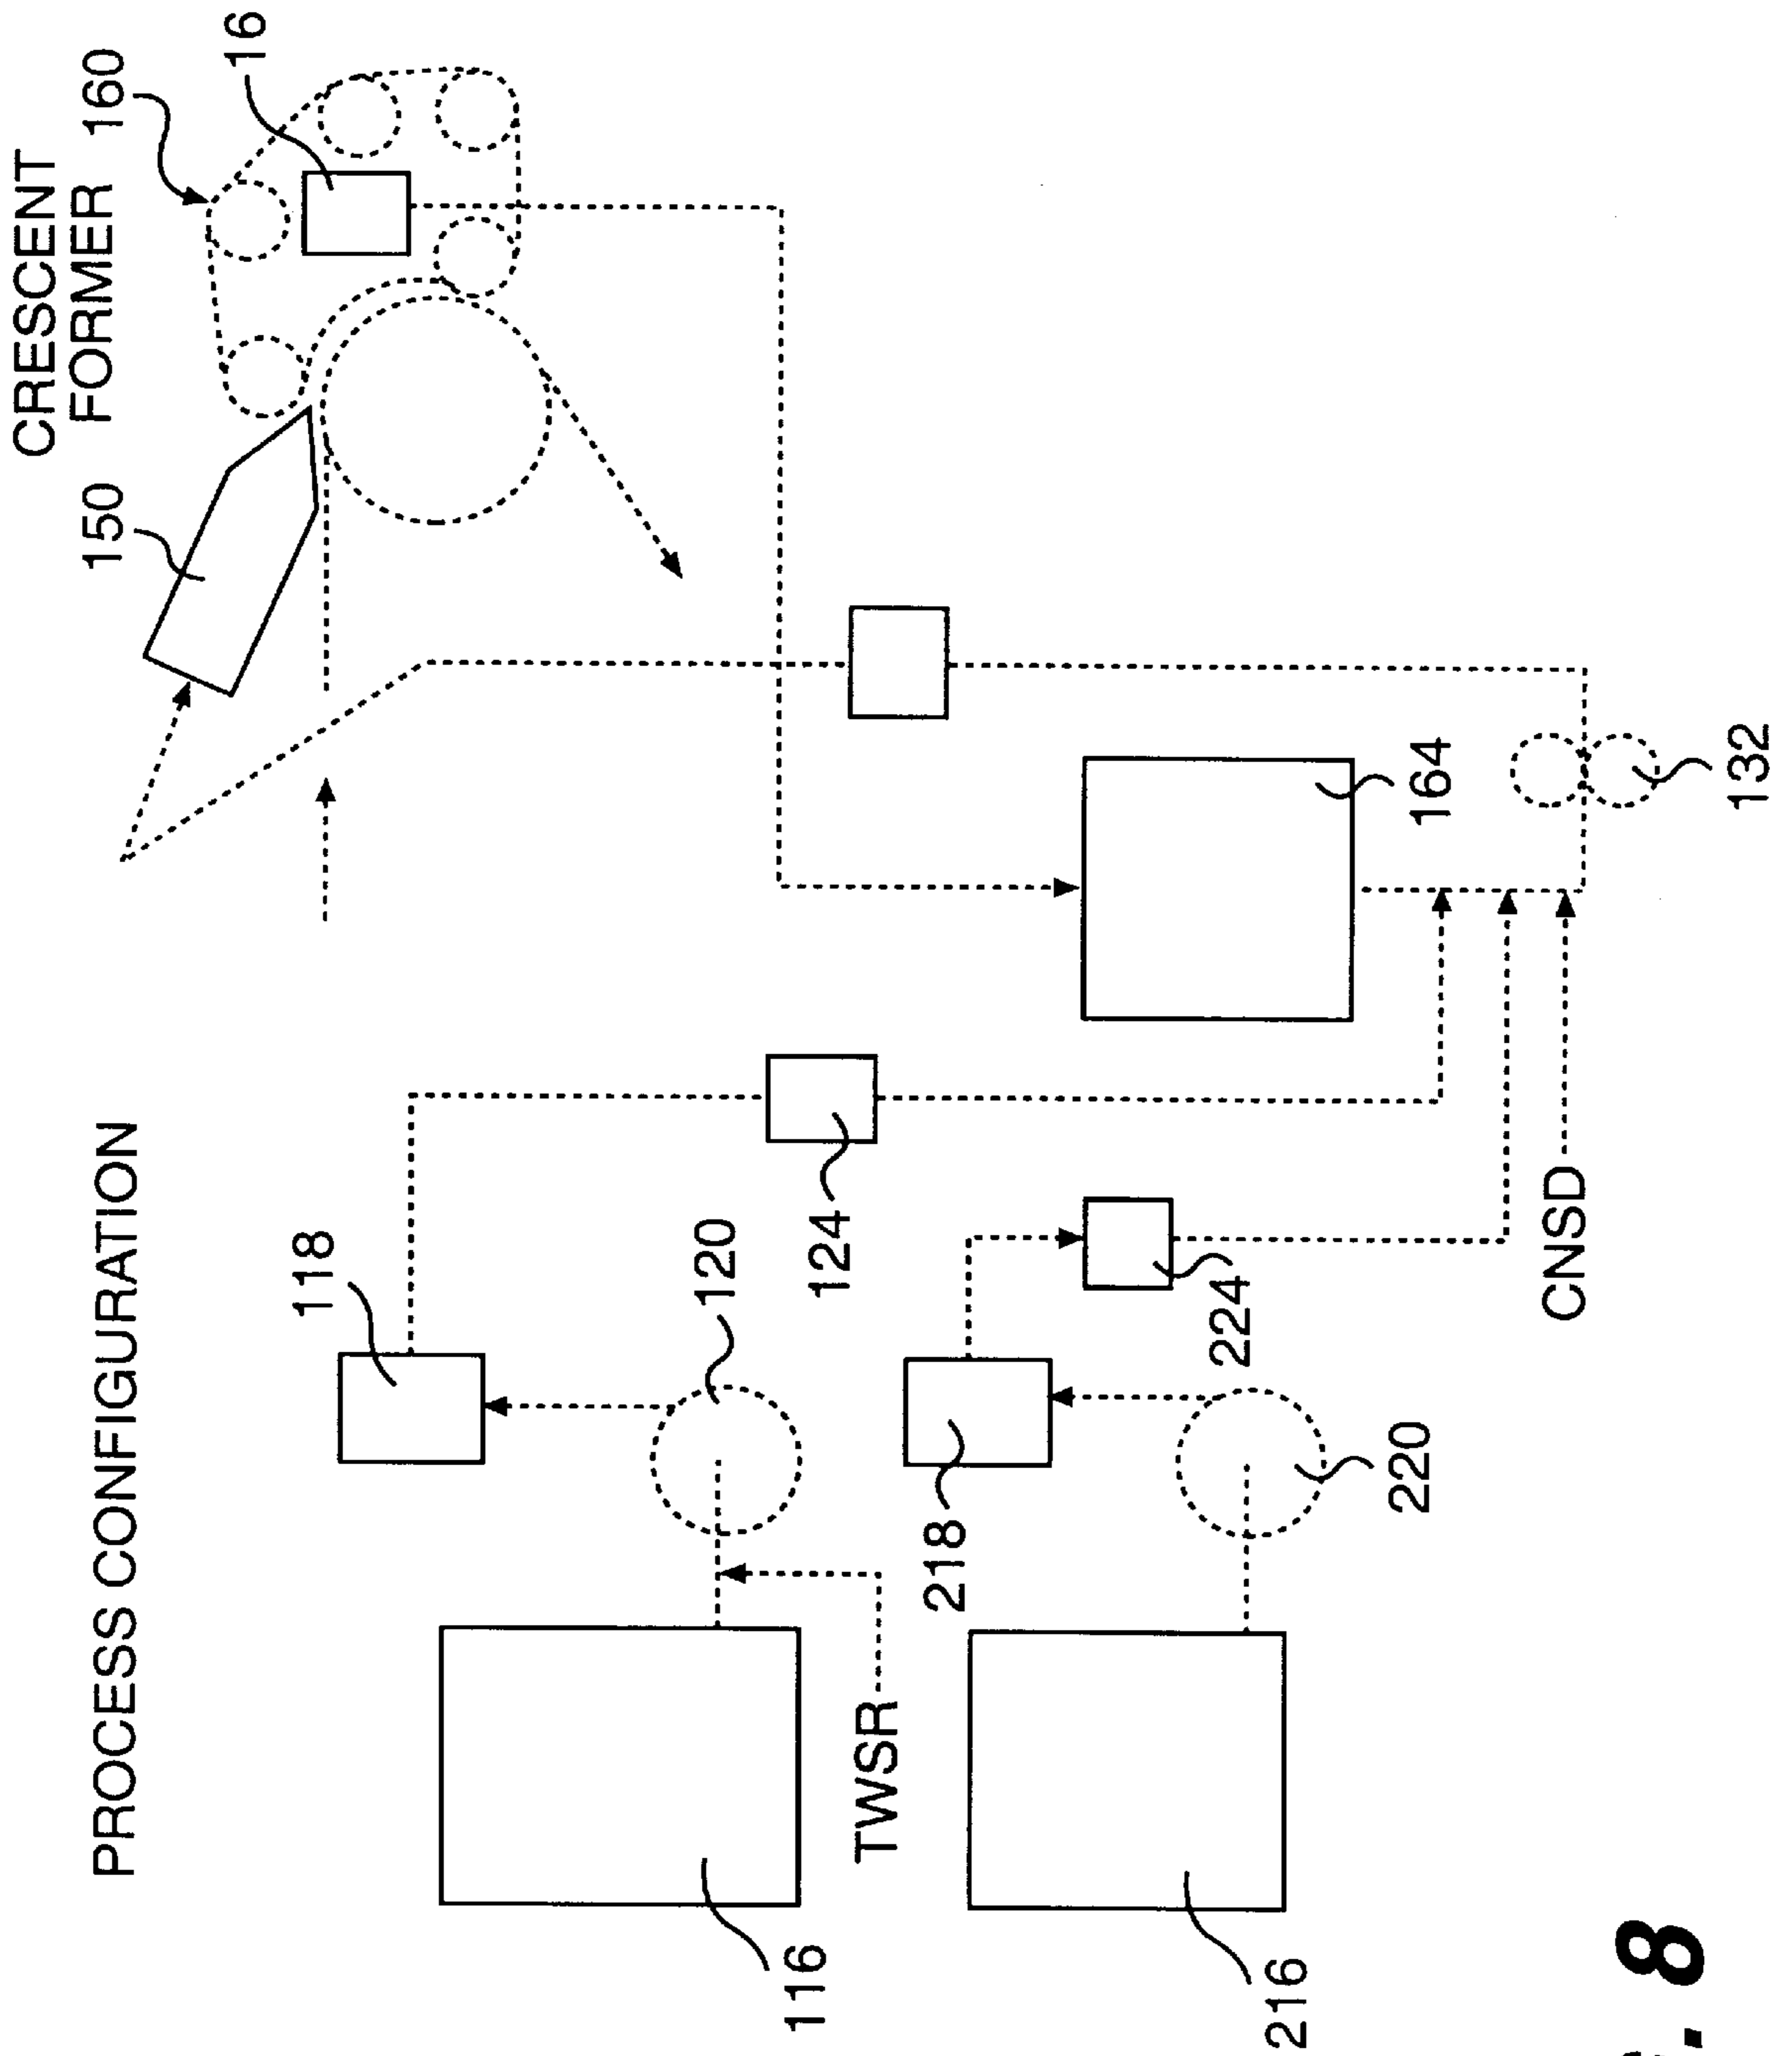 PROCESS CONFIGURATION
CRESCENT
FORMER
160
16
150
118
120
124
116
TWSR
218
224
220
216
CNSD
164
132
. 8